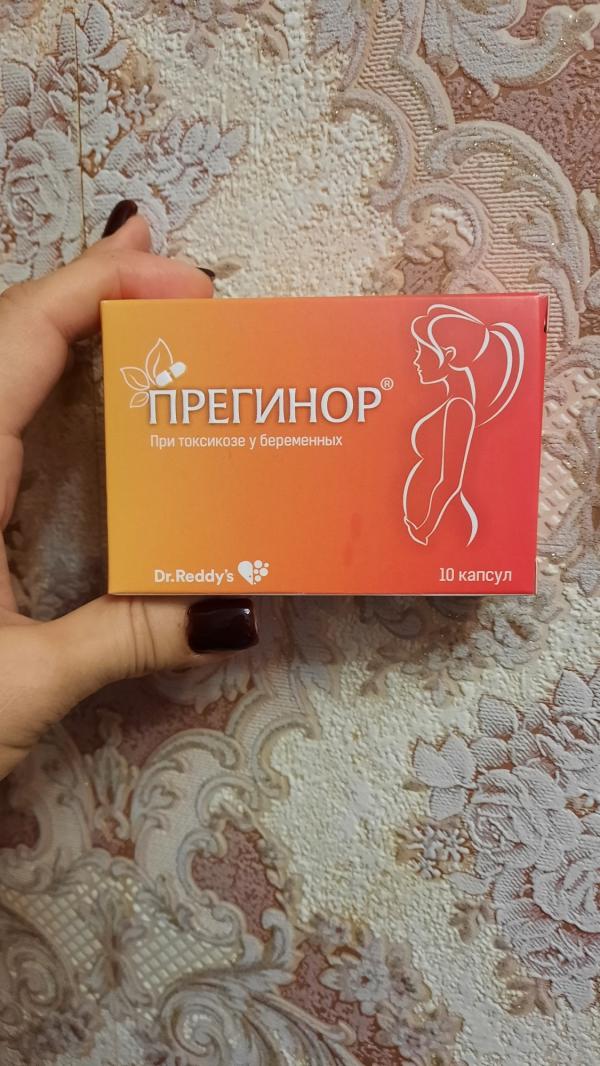 ПРЕГИНОР®
При токсикозе у беременных
Dr.Reddy's
10 капсул